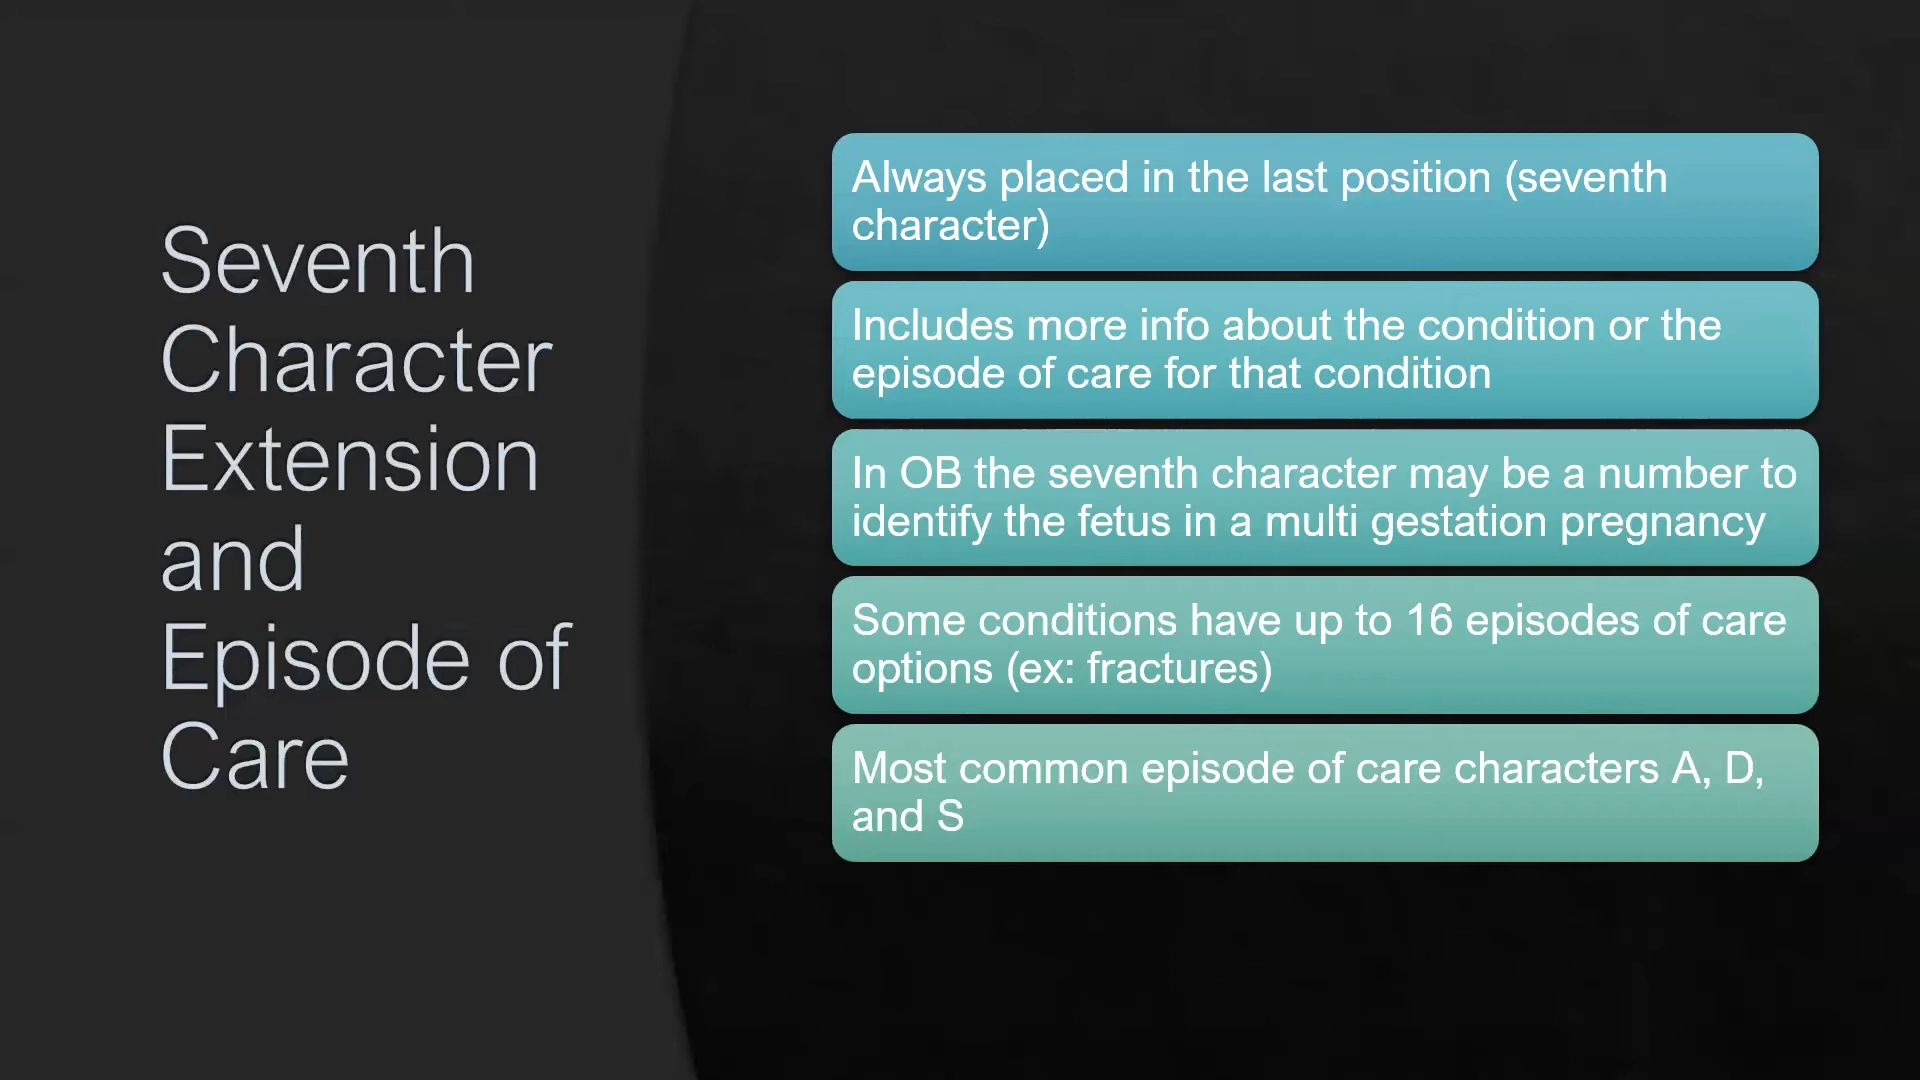 Seventh
Character
Extension
and
Episode of
Care
Always placed in the last position (seventh
character)
Includes more info about the condition or the
episode of care for that condition
In OB the seventh character may be a number to
identify the fetus in a multi gestation pregnancy
Some conditions have up to 16 episodes of care
options (ex: fractures)
Most common episode of care characters A, D,
and S